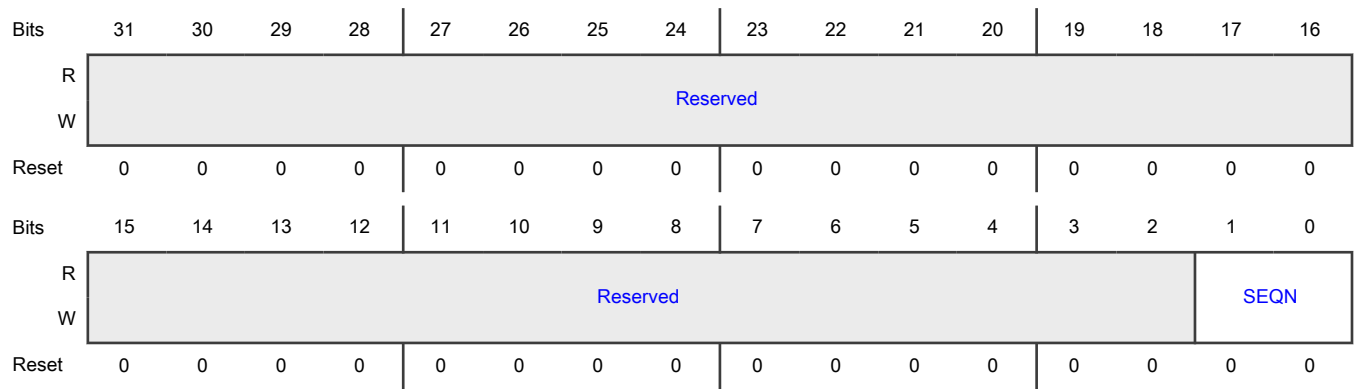 Bits 31 30 29 28 27 26 25 24 23 22 21 20 19 18 17 16
R
Reserved
W
Reset 0 0 0 0 0 0 0 0 0 0 0 0 0 0 0 0
Bits 15 14 13 12 11 10 9 8 7 6 5 4 3 2 1 0
R
Reserved SEQN
W
Reset 0 0 0 0 0 0 0 0 0 0 0 0 0 0 0 0